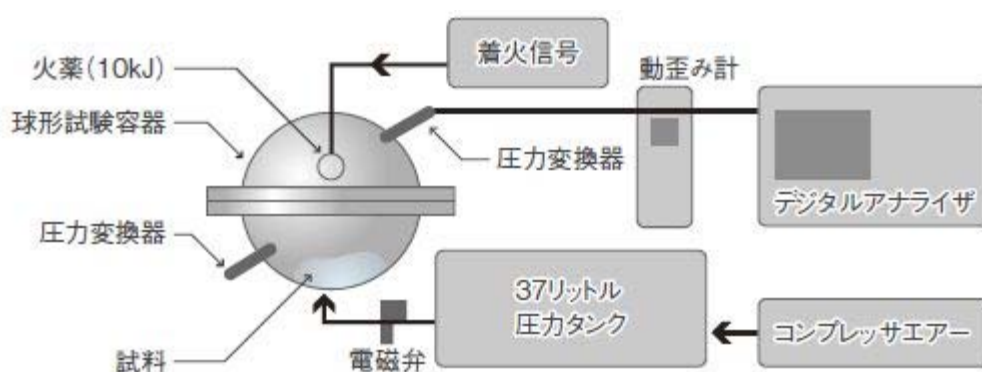 着火信号
火薬(10kJ)
動歪み計
球形試験容器
圧力変換器
デジタルアナライザ
圧力変換器
37リットル
圧力タンク
コンプレッサエアー
試料
電磁弁